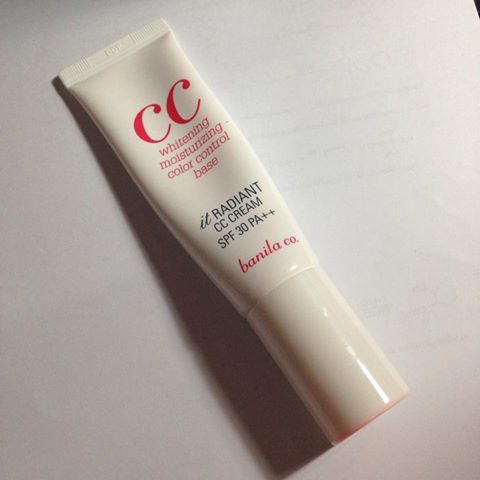 CC
whitening
moisturizing -
color control
base
it RADIANT
CC CREAM
SPF 30 PA++
banila co.